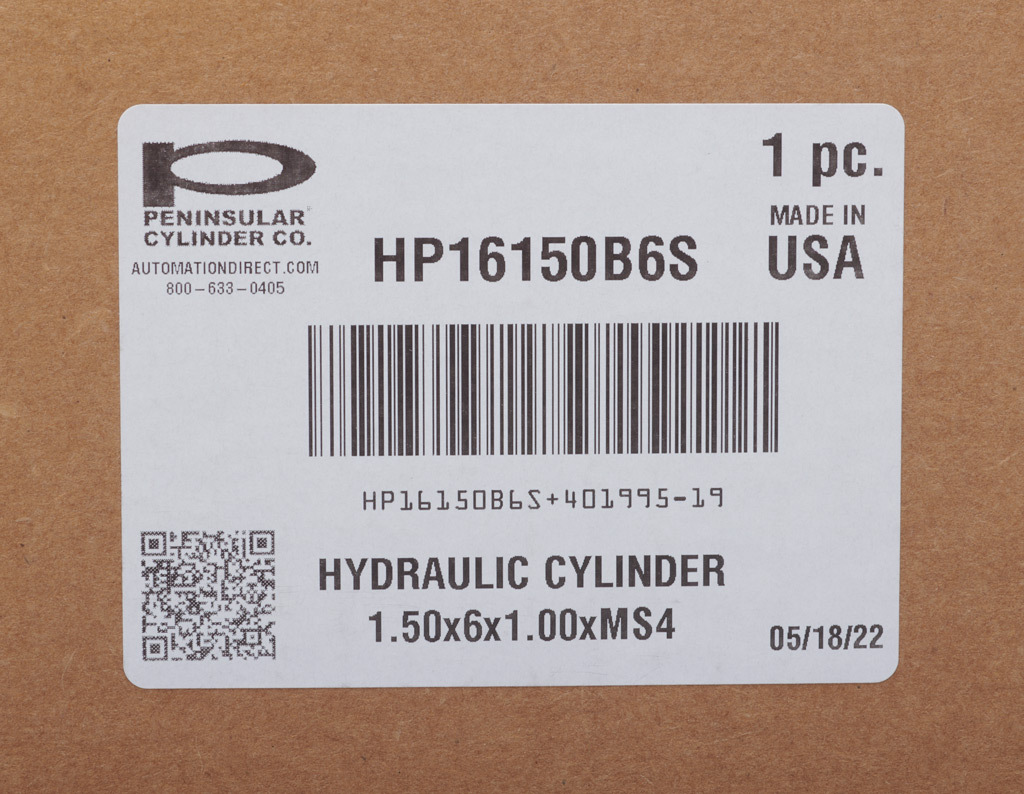 PENINSULAR
CYLINDER CO.
AUTOMATIONDIRECT.COM
800-633-0405
HP16150B6S
1 pc.
MADE IN
USA
HP16150B6S+401995-19
HYDRAULIC CYLINDER
1.50x6x1.00xMS4
05/18/22